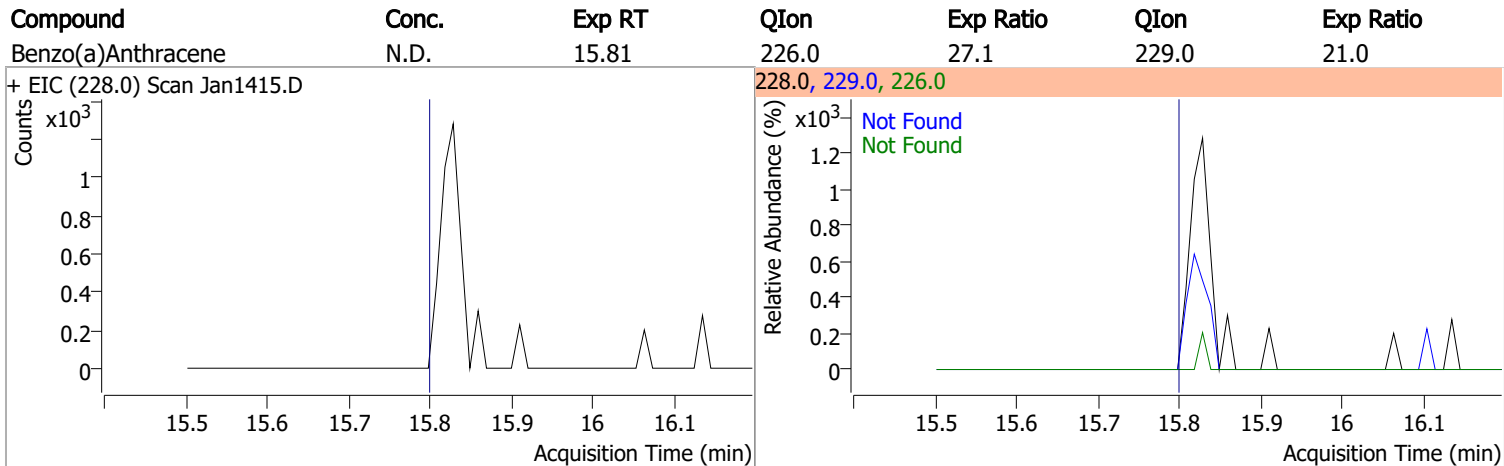 Compound Conc. Exp RT QIon Exp Ratio QIon Exp Ratio
Benzo(a)Anthracene N.D. 15.81 226.0 27.1 229.0 21.0
+ EIC (228.0) Scan Jan1415.D
Counts
x10³
1
0.8
0.6
0.4
0.2
0
15.5 15.6 15.7 15.8 15.9 16 16.1
Acquisition Time (min)
228.0, 229.0, 226.0
Relative Abundance (%)
x10³
Not Found
Not Found
1.2
1
0.8
0.6
0.4
0.2
0
15.5 15.6 15.7 15.8 15.9 16 16.1
Acquisition Time (min)